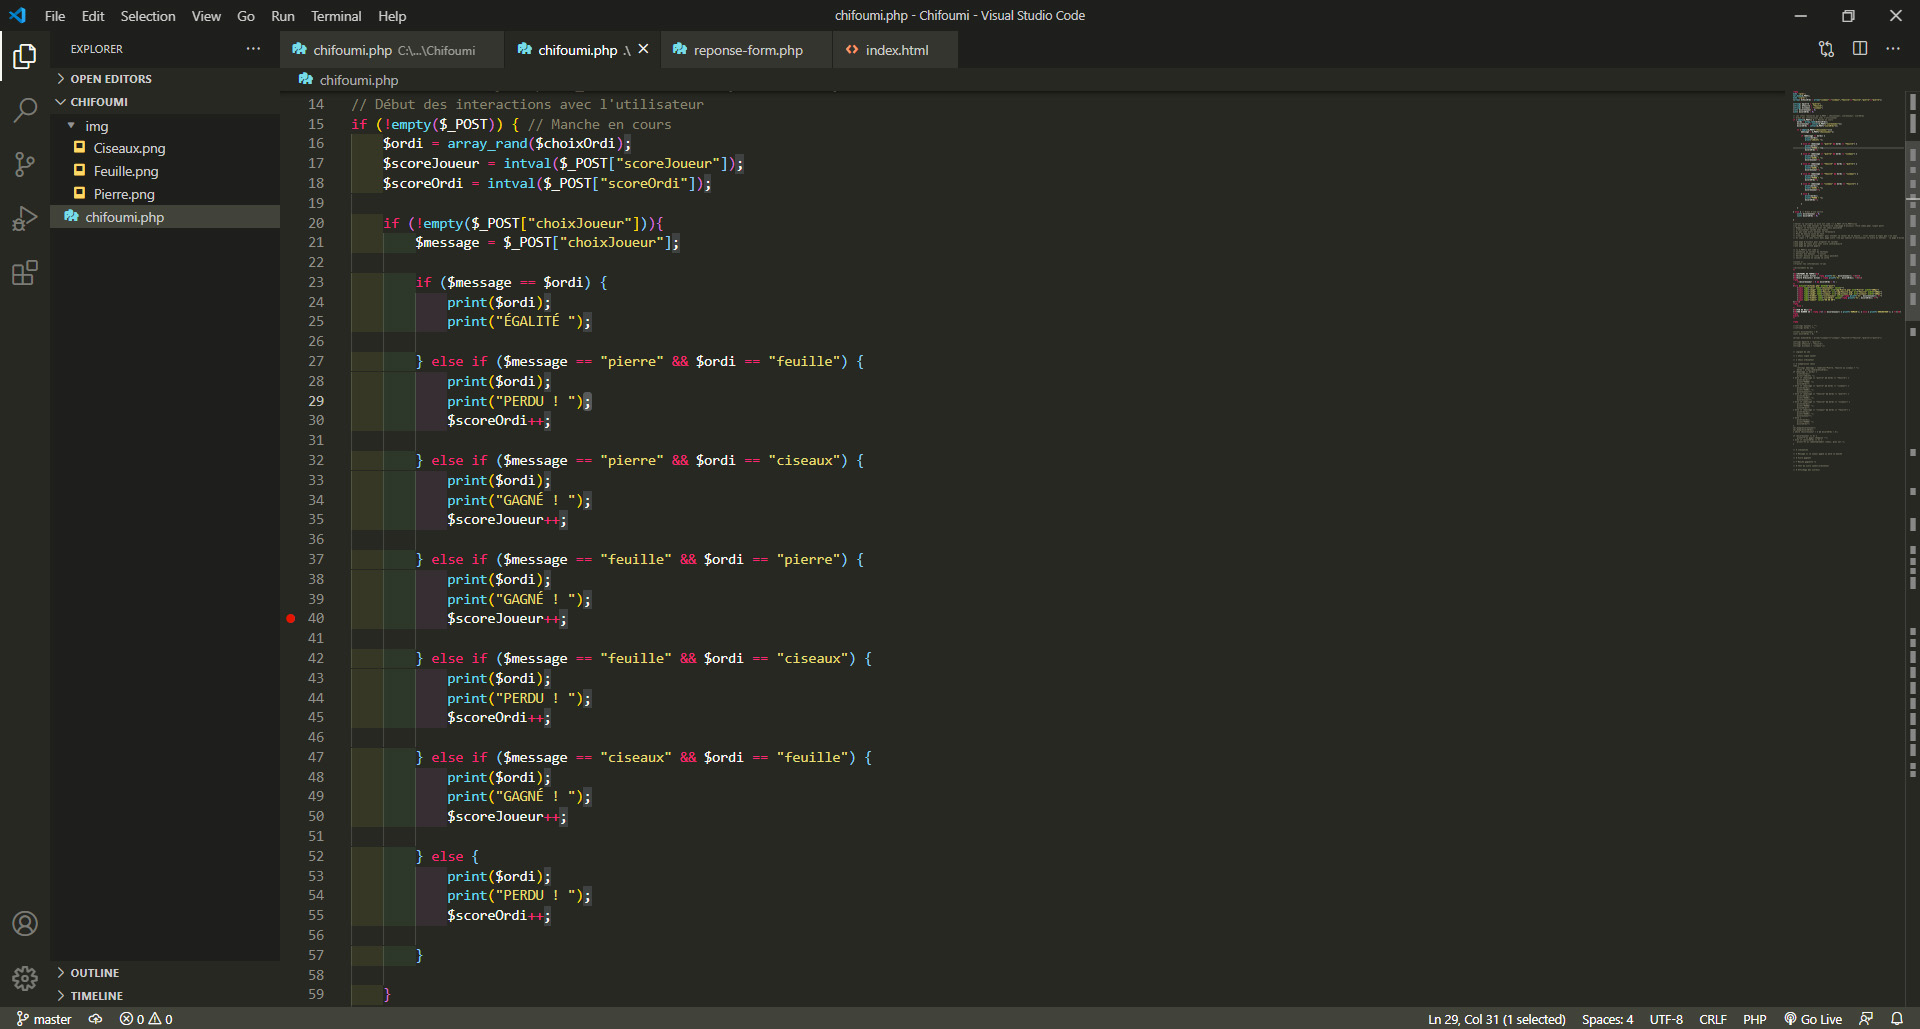 File Edit Selection View Go Run Terminal Help
chifoumi.php - Chifoumi - Visual Studio Code
EXPLORER
chifoumi.php C:\...\Chifoumi
chifoumi.php .\
reponse-form.php
index.html
OPEN EDITORS
CHIFOUMI
img
Ciseaux.png
Feuille.png
Pierre.png
chifoumi.php
chifoumi.php
14 // Début des interactions avec l'utilisateur
15 if (!empty($_POST)) { // Manche en cours
16 $ordi = array_rand($choixOrdi);
17 $scoreJoueur = intval($_POST["scoreJoueur"]);
18 $scoreOrdi = intval($_POST["scoreOrdi"]);
19
20 if (!empty($_POST["choixJoueur"])){
21 $message = $_POST["choixJoueur"];
22
23 if ($message == $ordi) {
24 print($ordi);
25 print("ÉGALITÉ ");
26
27 } else if ($message == "pierre" && $ordi == "feuille") {
28 print($ordi);
29 print("PERDU ! ");
30 $scoreOrdi++;
31
32 } else if ($message == "pierre" && $ordi == "ciseaux") {
33 print($ordi);
34 print("GAGNÉ ! ");
35 $scoreJoueur++;
36
37 } else if ($message == "feuille" && $ordi == "pierre") {
38 print($ordi);
39 print("GAGNÉ ! ");
40 $scoreJoueur++;
41
42 } else if ($message == "feuille" && $ordi == "ciseaux") {
43 print($ordi);
44 print("PERDU ! ");
45 $scoreOrdi++;
46
47 } else if ($message == "ciseaux" && $ordi == "feuille") {
48 print($ordi);
49 print("GAGNÉ ! ");
50 $scoreJoueur++;
51
52 } else {
53 print($ordi);
54 print("PERDU ! ");
55 $scoreOrdi++;
56
57 }
58
59 }
OUTLINE
TIMELINE
master 0 0
Ln 29, Col 31 (1 selected) Spaces: 4 UTF-8 CRLF PHP Go Live